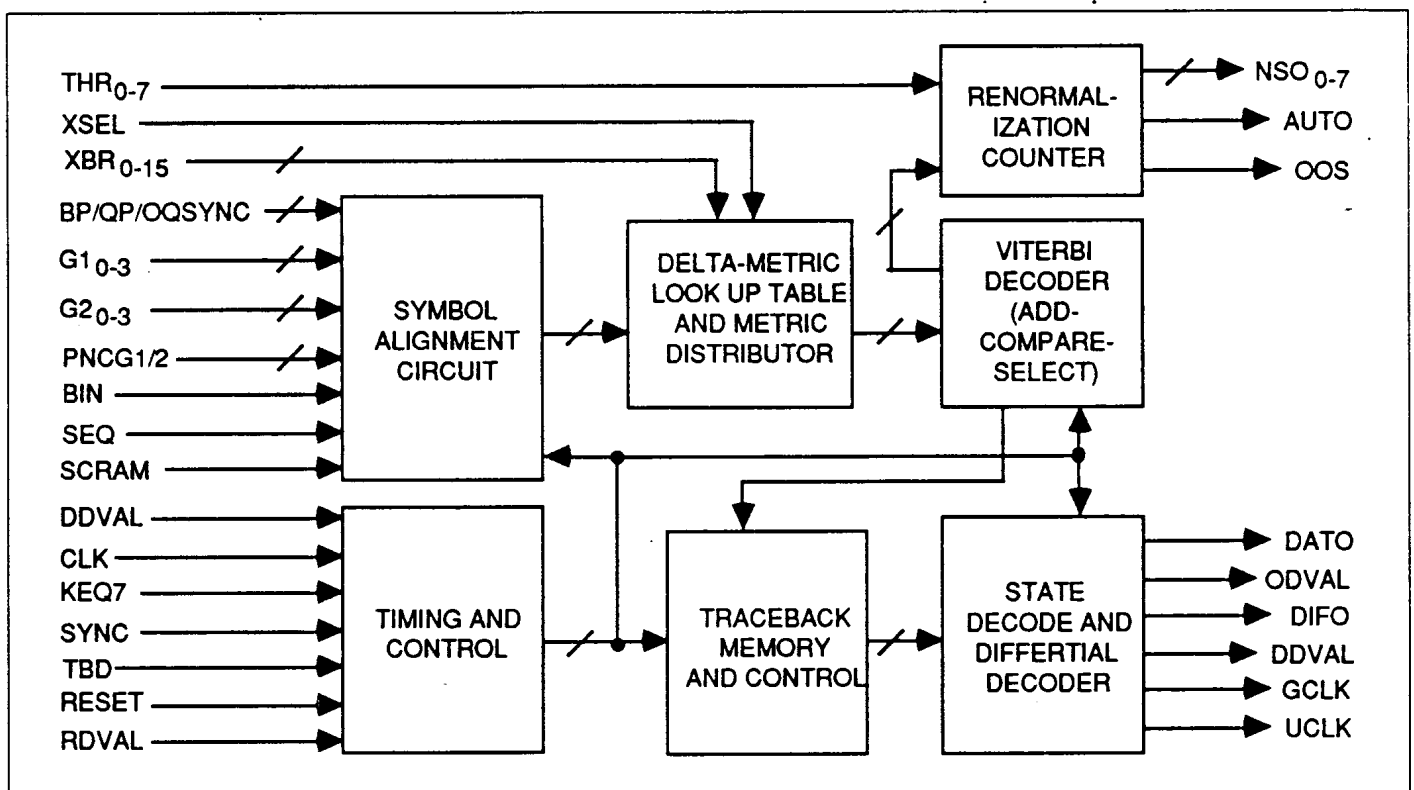 THR0-7
XSEL
XBR0-15
BP/QP/OQSYNC
G10-3
G20-3
PNCG1/2
BIN
SEQ
SCRAM
DDVAL
CLK
KEQ7
SYNC
TBD
RESET
RDVAL
SYMBOL
ALIGNMENT
CIRCUIT
TIMING AND
CONTROL
DELTA-METRIC
LOOK UP TABLE
AND METRIC
DISTRIBUTOR
TRACEBACK
MEMORY
AND CONTROL
RENORMAL-
IZATION
COUNTER
VITERBI
DECODER
(ADD-
COMPARE-
SELECT)
STATE
DECODE AND
DIFFERTIAL
DECODER
NSO0-7
AUTO
OOS
DATO
ODVAL
DIFO
DDVAL
GCLK
UCLK